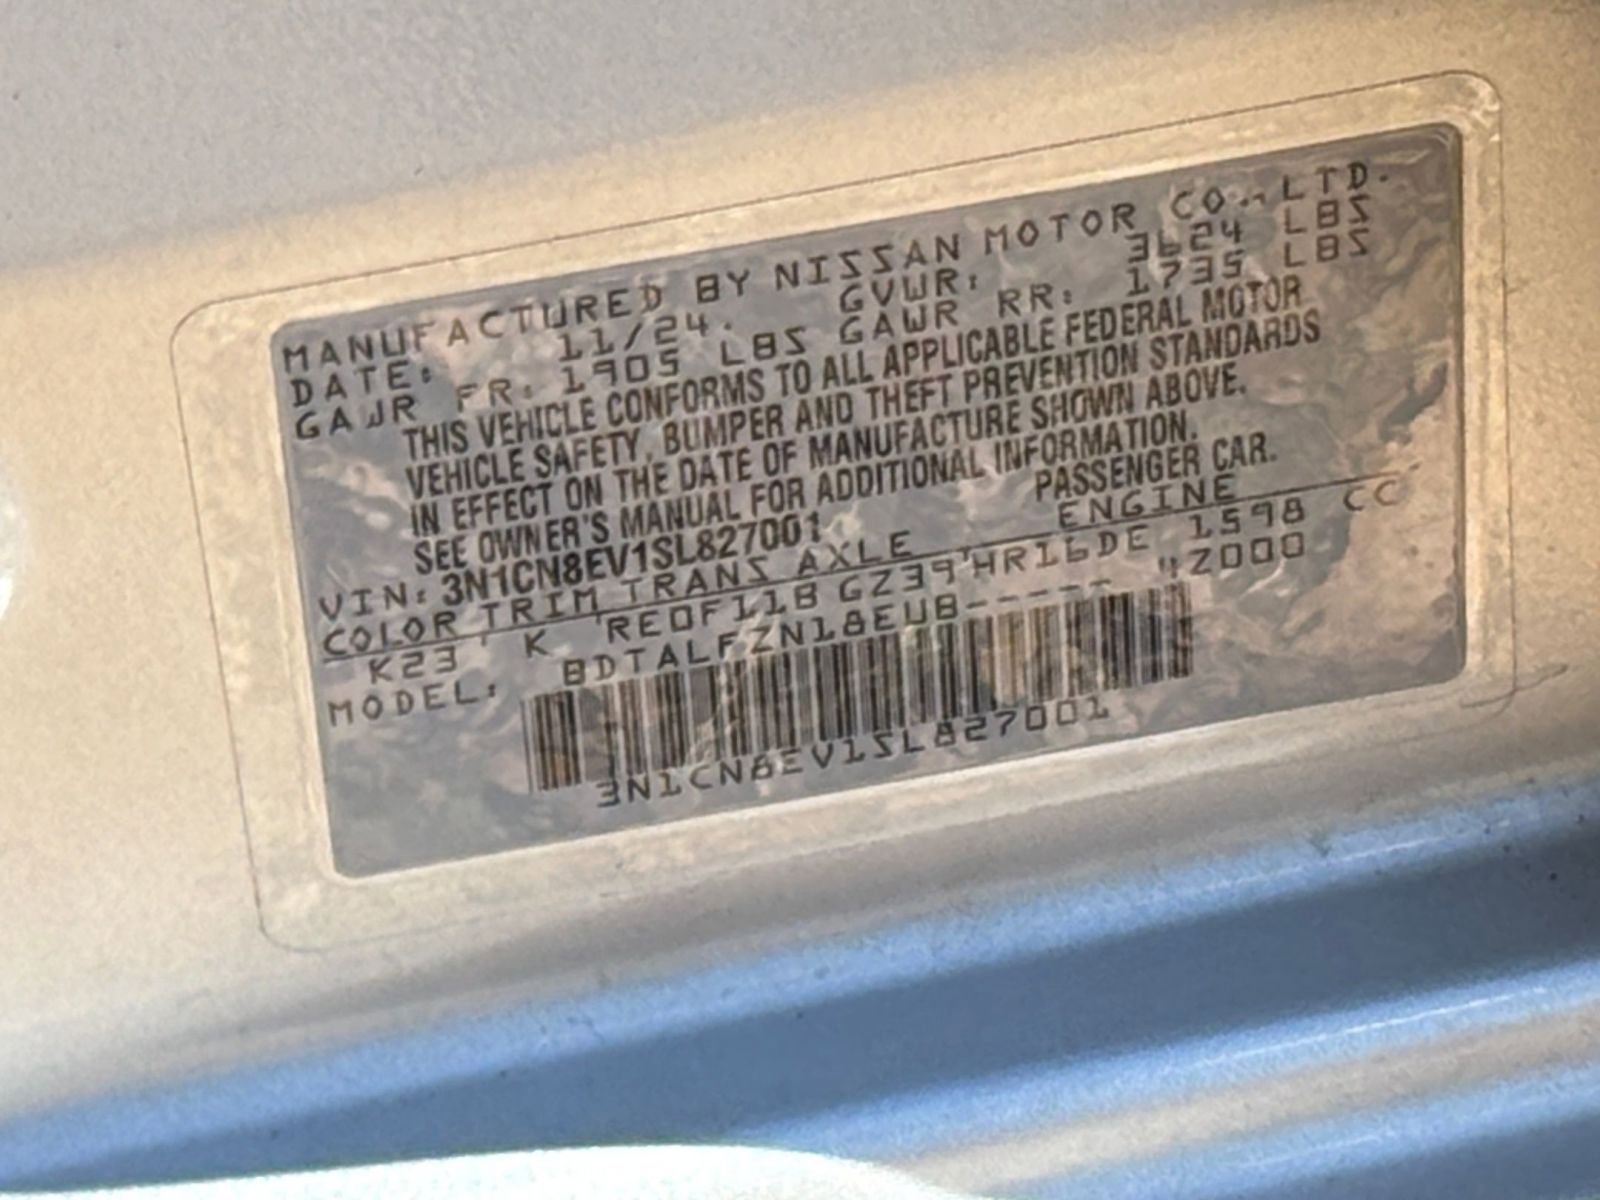 MANUFACTURED BY NISSAN MOTOR CO., LTD.
DATE: 11/24. GVWR: 3624 LBS
GAWR FR: 1905 LBS GAWR RR: 1735 LBS
THIS VEHICLE CONFORMS TO ALL APPLICABLE FEDERAL MOTOR
VEHICLE SAFETY, BUMPER AND THEFT PREVENTION STANDARDS
IN EFFECT ON THE DATE OF MANUFACTURE SHOWN ABOVE.
SEE OWNER'S MANUAL FOR ADDITIONAL INFORMATION.
VIN: 3N1CN8EV1SL827001 PASSENGER CAR.
COLOR TRIM TRANS AXLE ENGINE
K23 K RE0F11B GZ39 HR16DE 1598 CC
MODEL: BDTALFZN18EUB----- Z000
3N1CN8EV1SL827001